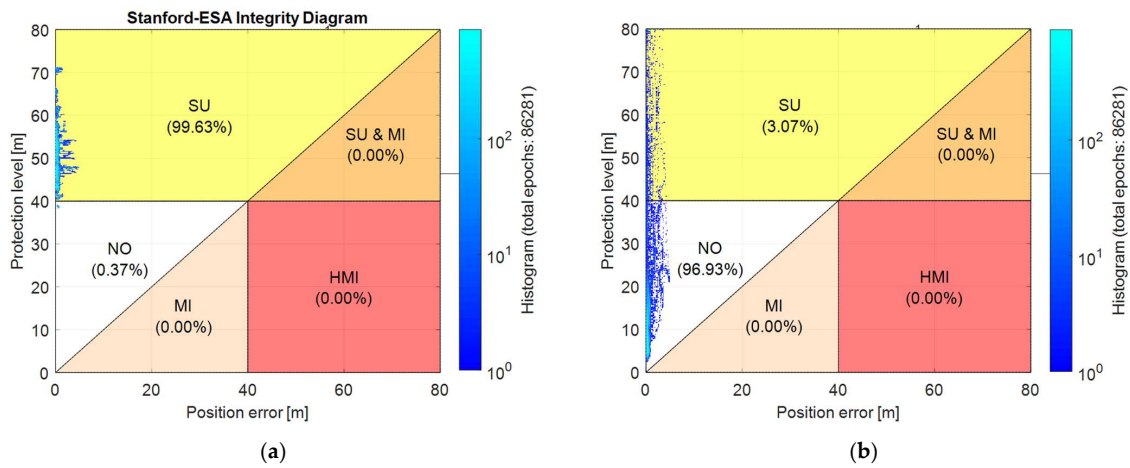 Stanford-ESA Integrity Diagram
80
70
60
50
40
30
20
10
0
Protection level [m]
SU
(99.63%)
SU & MI
(0.00%)
NO
(0.37%)
MI
(0.00%)
HMI
(0.00%)
0 20 40 60 80
Position error [m]
10²
10¹
10⁰
Histogram (total epochs: 86281)
(a)
80
70
60
50
40
30
20
10
0
Protection level [m]
SU
(3.07%)
SU & MI
(0.00%)
NO
(96.93%)
MI
(0.00%)
HMI
(0.00%)
0 20 40 60 80
Position error [m]
10²
10¹
10⁰
Histogram (total epochs: 86281)
(b)